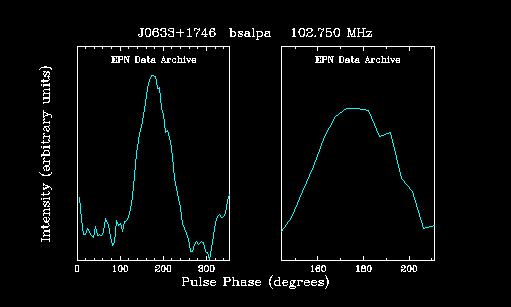 J0633+1746 bsalpa 102.750 MHz
EPN Data Archive
EPN Data Archive
Intensity (arbitrary units)
0 100 200 300
160 180 200
Pulse Phase (degrees)